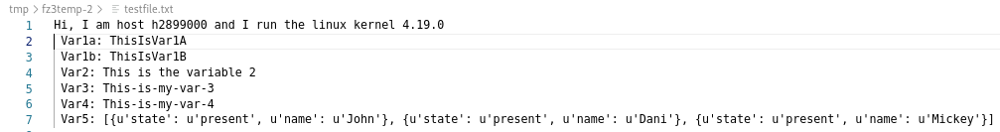 tmp > fz3temp-2 > testfile.txt
1 Hi, I am host h2899000 and I run the linux kernel 4.19.0
2 Var1a: ThisIsVar1A
3 Var1b: ThisIsVar1B
4 Var2: This is the variable 2
5 Var3: This-is-my-var-3
6 Var4: This-is-my-var-4
7 Var5: [{u'state': u'present', u'name': u'John'}, {u'state': u'present', u'name': u'Dani'}, {u'state': u'present', u'name': u'Mickey'}]